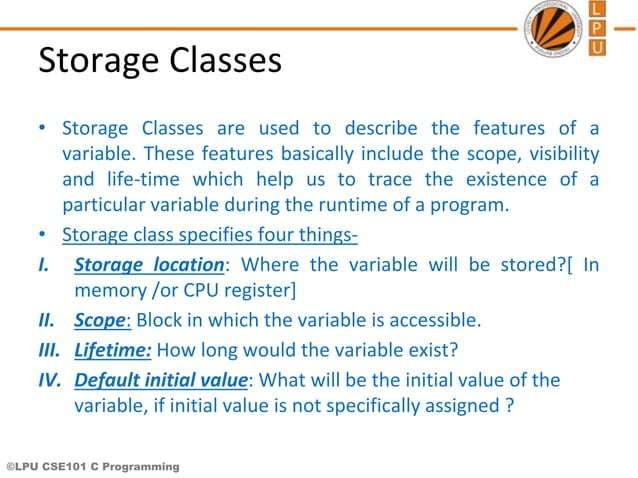 L
P
U
Storage Classes
• Storage Classes are used to describe the features of a
variable. These features basically include the scope, visibility
and life-time which help us to trace the existence of a
particular variable during the runtime of a program.
• Storage class specifies four things-
I. Storage location: Where the variable will be stored?[ In
memory /or CPU register]
II. Scope: Block in which the variable is accessible.
III. Lifetime: How long would the variable exist?
IV. Default initial value: What will be the initial value of the
variable, if initial value is not specifically assigned ?
©LPU CSE101 C Programming